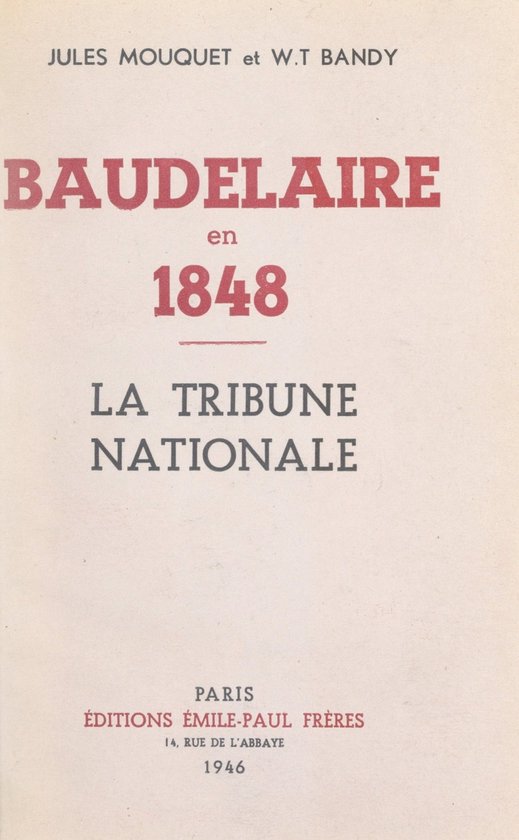 JULES MOUQUET et W.T BANDY
BAUDELAIRE
en
1848
LA TRIBUNE
NATIONALE
PARIS
ÉDITIONS ÉMILE-PAUL FRÈRES
14, RUE DE L'ABBAYE
1946